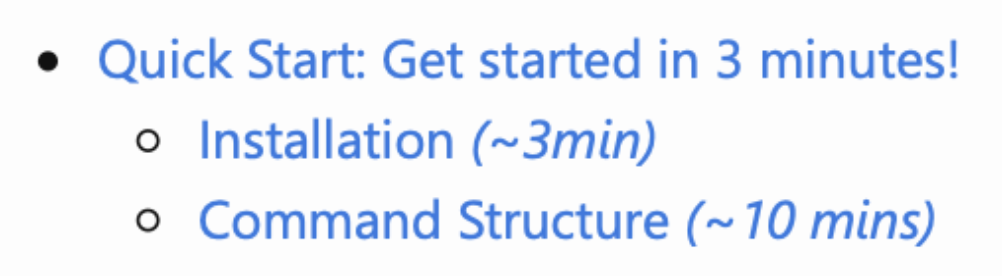 Quick Start: Get started in 3 minutes!
Installation (~3min)
Command Structure (~10 mins)